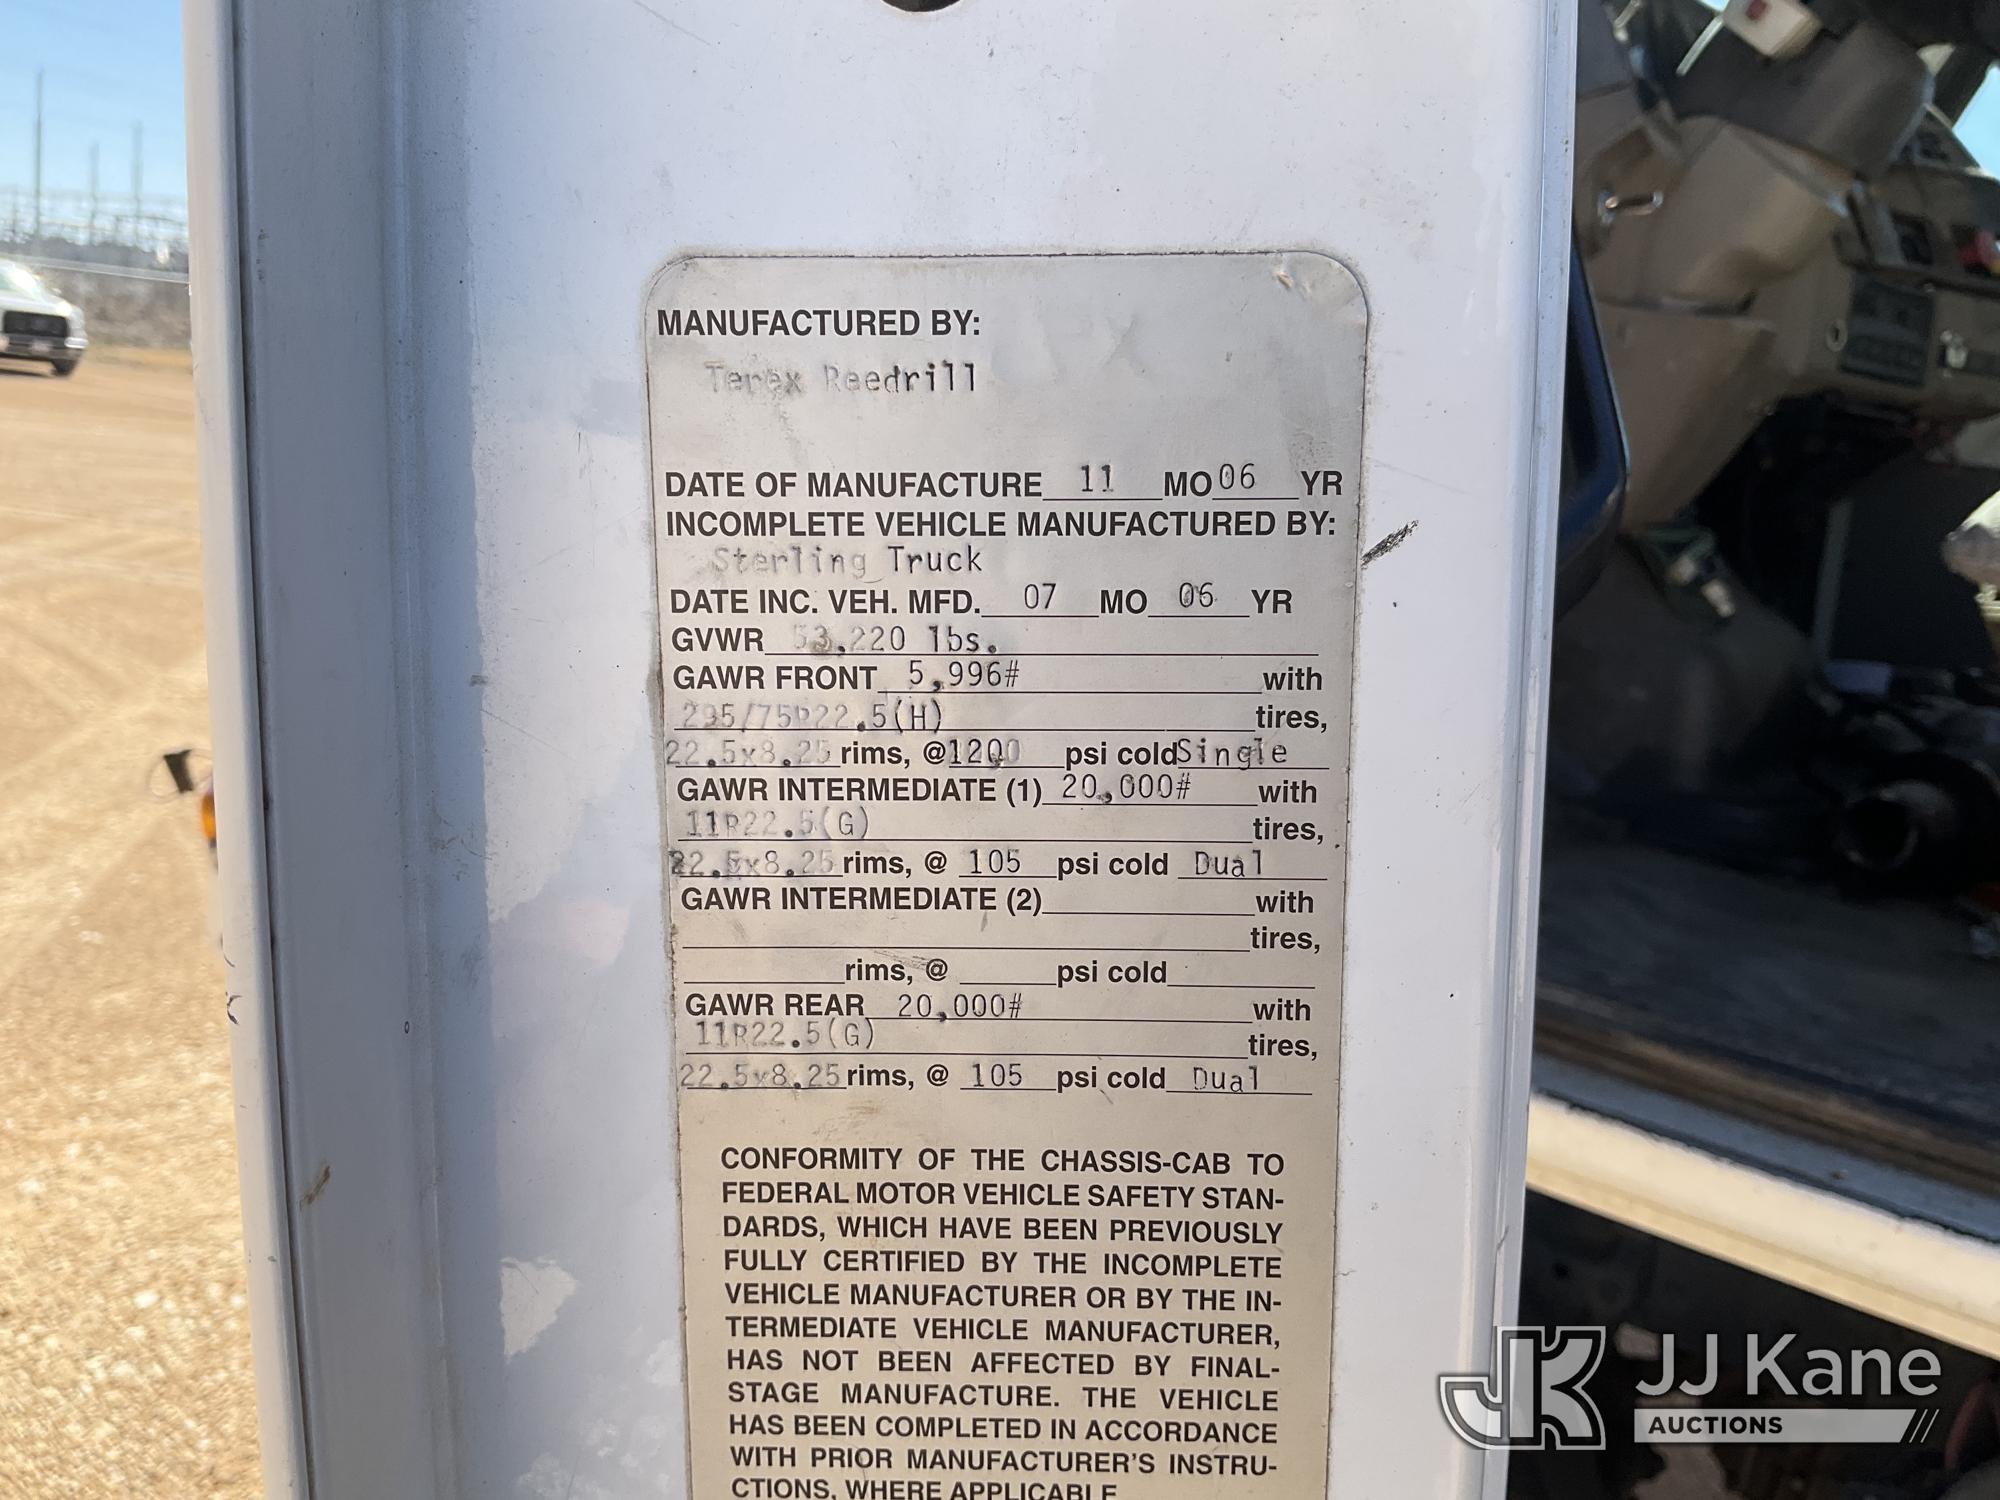 MANUFACTURED BY:
Terex Reedrill
DATE OF MANUFACTURE 11 MO 06 YR
INCOMPLETE VEHICLE MANUFACTURED BY:
Sterling Truck
DATE INC. VEH. MFD. 07 MO 06 YR
GVWR 53,220 lbs.
GAWR FRONT 5,996# with
295/75R22.5(H) tires,
22.5x8.25 rims, @ 1200 psi cold Single
GAWR INTERMEDIATE (1) 20,000# with
11R22.5(G) tires,
22.5x8.25 rims, @ 105 psi cold Dual
GAWR INTERMEDIATE (2) with
tires,
rims, @ psi cold
GAWR REAR 20,000# with
11R22.5(G) tires,
22.5x8.25 rims, @ 105 psi cold Dual
CONFORMITY OF THE CHASSIS-CAB TO
FEDERAL MOTOR VEHICLE SAFETY STAN-
DARDS, WHICH HAVE BEEN PREVIOUSLY
FULLY CERTIFIED BY THE INCOMPLETE
VEHICLE MANUFACTURER OR BY THE IN-
TERMEDIATE VEHICLE MANUFACTURER,
HAS NOT BEEN AFFECTED BY FINAL-
STAGE MANUFACTURE. THE VEHICLE
HAS BEEN COMPLETED IN ACCORDANCE
WITH PRIOR MANUFACTURER'S INSTRU-
CTIONS, WHERE APPLICABLE
JK JJ Kane
AUCTIONS